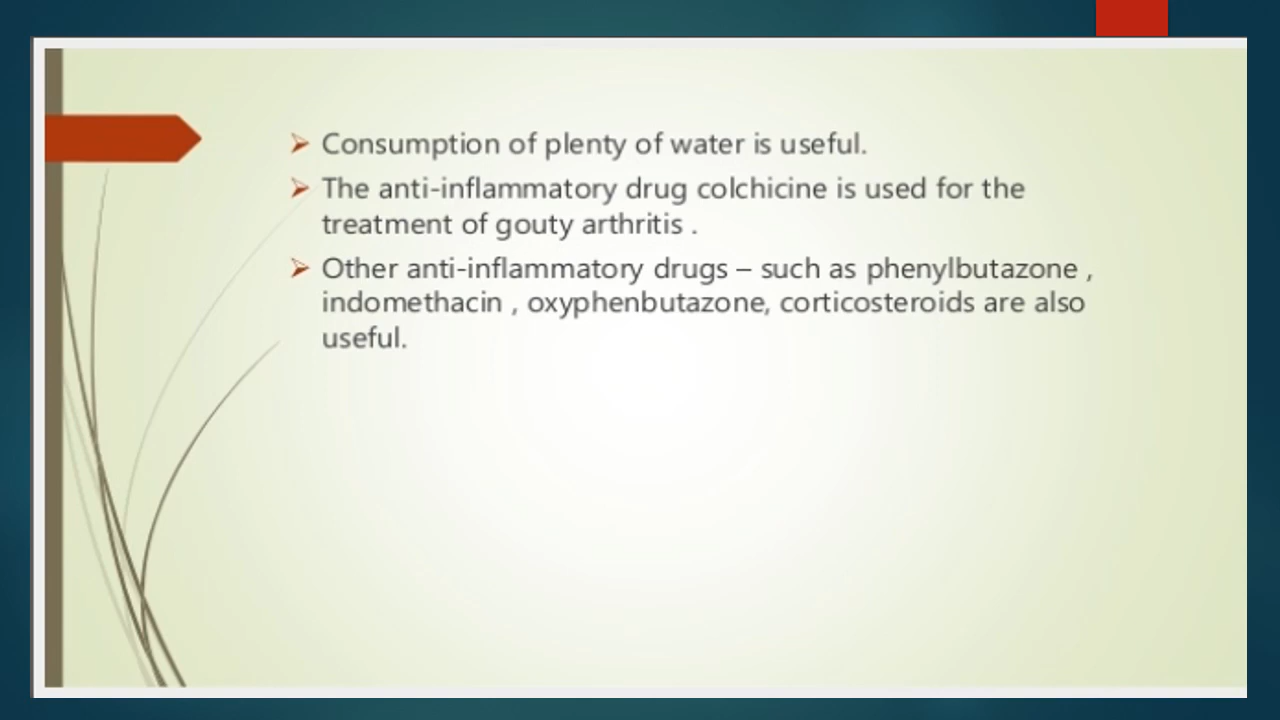 Consumption of plenty of water is useful.
The anti-inflammatory drug colchicine is used for the
treatment of gouty arthritis .
Other anti-inflammatory drugs – such as phenylbutazone ,
indomethacin , oxyphenbutazone, corticosteroids are also
useful.